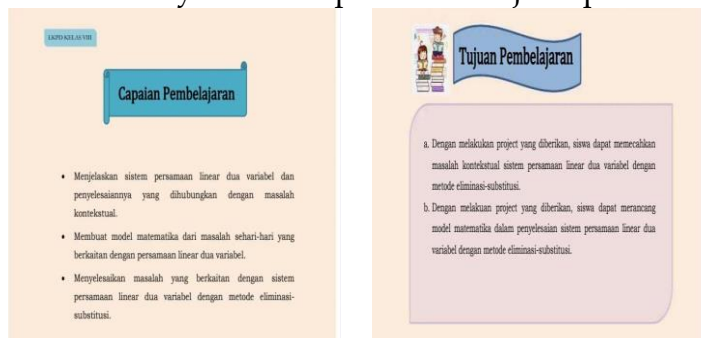 LKPD KELAS VIII
Capaian Pembelajaran
• Menjelaskan sistem persamaan linear dua variabel dan
penyelesaiannya yang dihubungkan dengan masalah
kontekstual.
• Membuat model matematika dari masalah sehari-hari yang
berkaitan dengan persamaan linear dua variabel.
• Menyelesaikan masalah yang berkaitan dengan sistem
persamaan linear dua variabel dengan metode eliminasi-
substitusi.
Tujuan Pembelajaran
a. Dengan melakukan project yang diberikan, siswa dapat memecahkan
masalah kontekstual sistem persamaan linear dua variabel dengan
metode eliminasi-substitusi.
b. Dengan melakuan project yang diberikan, siswa dapat merancang
model matematika dalam penyelesaian sistem persamaan linear dua
variabel dengan metode eliminasi-substitusi.